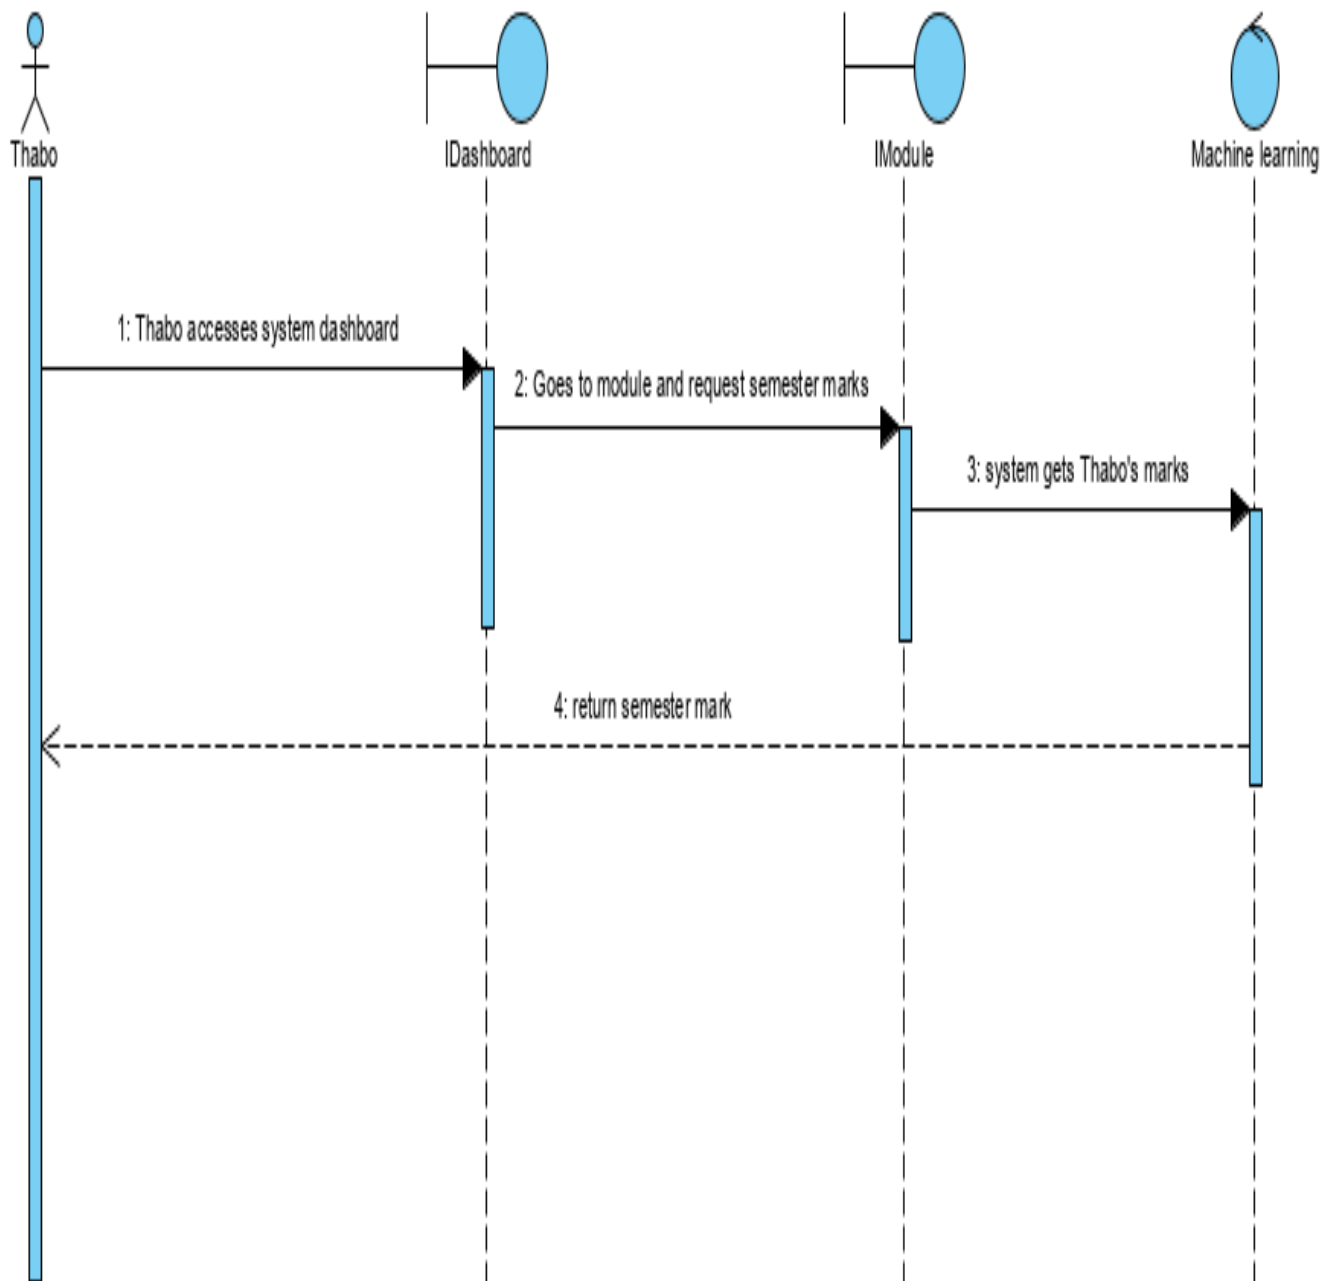 Thabo
IDashboard
IModule
Machine learning
1: Thabo accesses system dashboard
2: Goes to module and request semester marks
3: system gets Thabo's marks
4: return semester mark